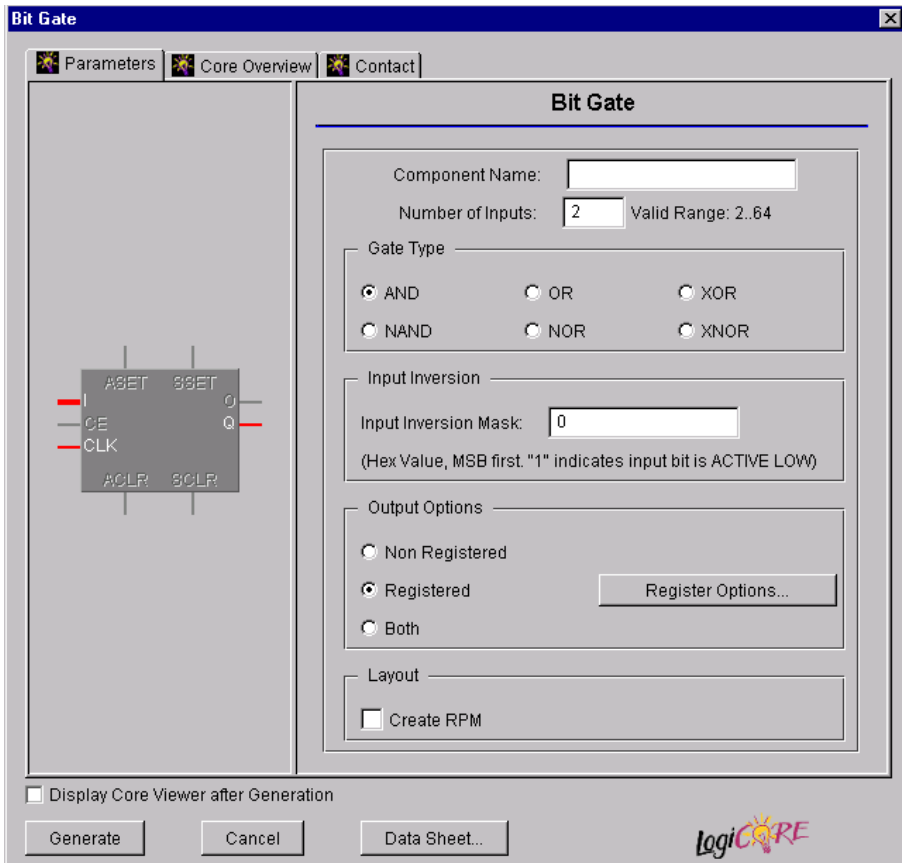 Bit Gate
Parameters
Core Overview
Contact
ASET SSET
I O
CE Q
CLK
ACLR SCLR
Bit Gate
Component Name:
Number of Inputs: 2 Valid Range: 2..64
Gate Type
AND OR XOR
NAND NOR XNOR
Input Inversion
Input Inversion Mask: 0
(Hex Value, MSB first. "1" indicates input bit is ACTIVE LOW)
Output Options
Non Registered
Registered Register Options...
Both
Layout
Create RPM
Display Core Viewer after Generation
Generate Cancel Data Sheet... LogiCORE